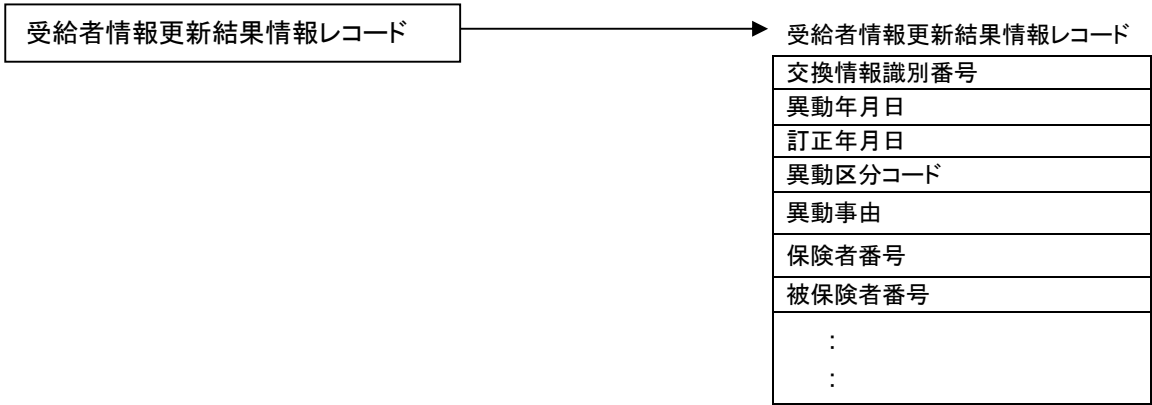 受給者情報更新結果情報レコード
受給者情報更新結果情報レコード
交換情報識別番号
異動年月日
訂正年月日
異動区分コード
異動事由
保険者番号
被保険者番号
:
: